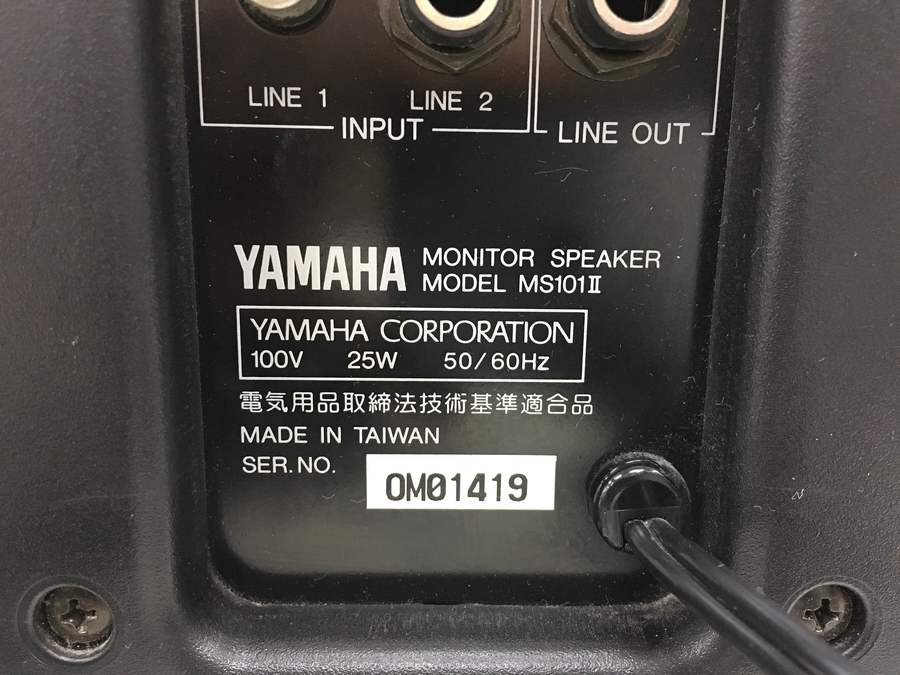 LINE 1 LINE 2
INPUT LINE OUT
YAMAHA MONITOR SPEAKER
MODEL MS101II
YAMAHA CORPORATION
100V 25W 50/60Hz
電気用品取締法技術基準適合品
MADE IN TAIWAN
SER.NO. OM01419